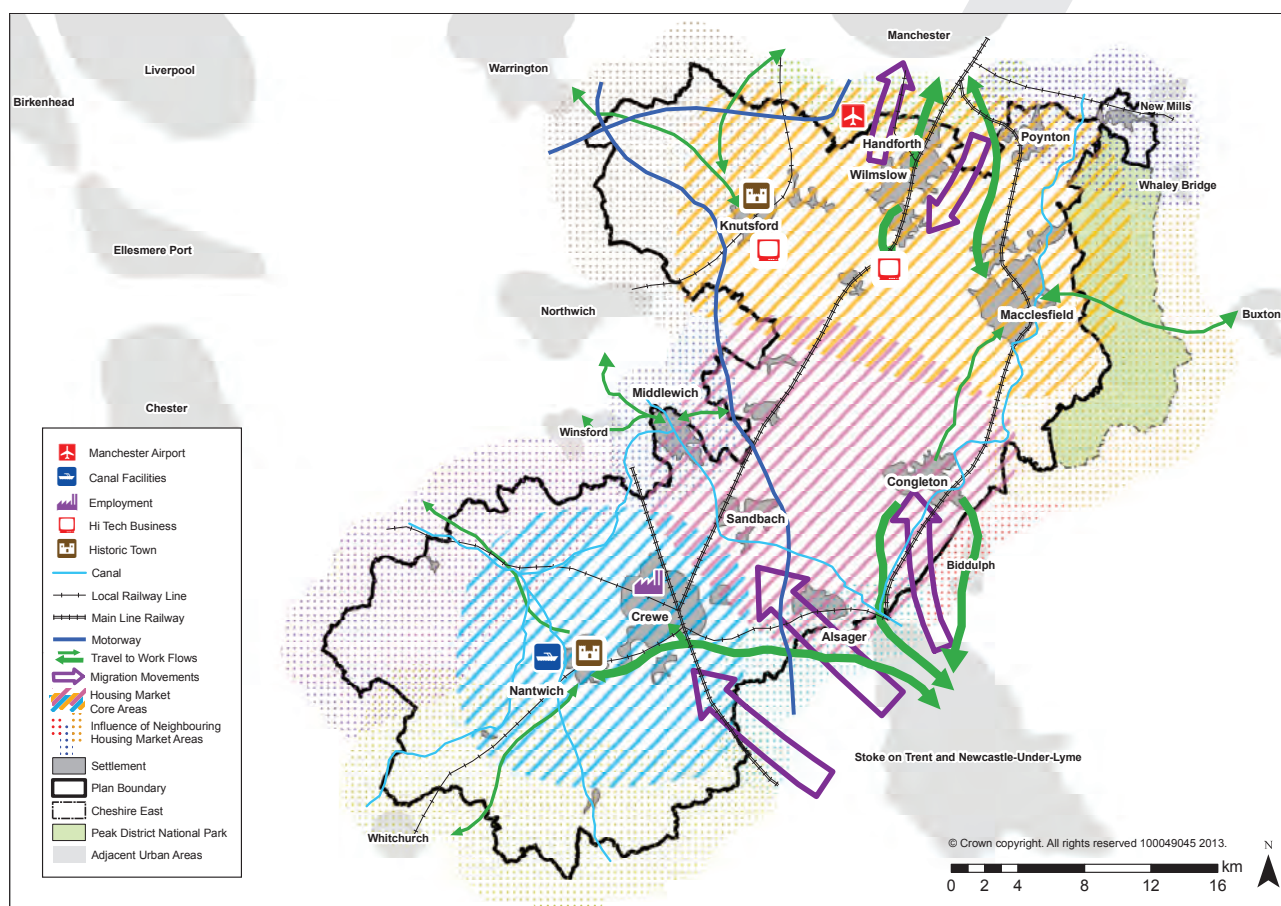 Manchester
Liverpool
Warrington
Birkenhead
New Mills
Poynton
Handforth
Wilmslow
Whaley Bridge
Knutsford
Ellesmere Port
Northwich
Macclesfield
Buxton
Middlewich
Chester
Winsford
Congleton
Sandbach
Biddulph
Crewe
Alsager
Nantwich
Stoke on Trent and Newcastle-Under-Lyme
Whitchurch
Manchester Airport
Canal Facilities
Employment
Hi Tech Business
Historic Town
Canal
Local Railway Line
Main Line Railway
Motorway
Travel to Work Flows
Migration Movements
Housing Market
Core Areas
Influence of Neighbouring
Housing Market Areas
Settlement
Plan Boundary
Cheshire East
Peak District National Park
Adjacent Urban Areas
© Crown copyright. All rights reserved 100049045 2013.
N
km
0 2 4 8 12 16